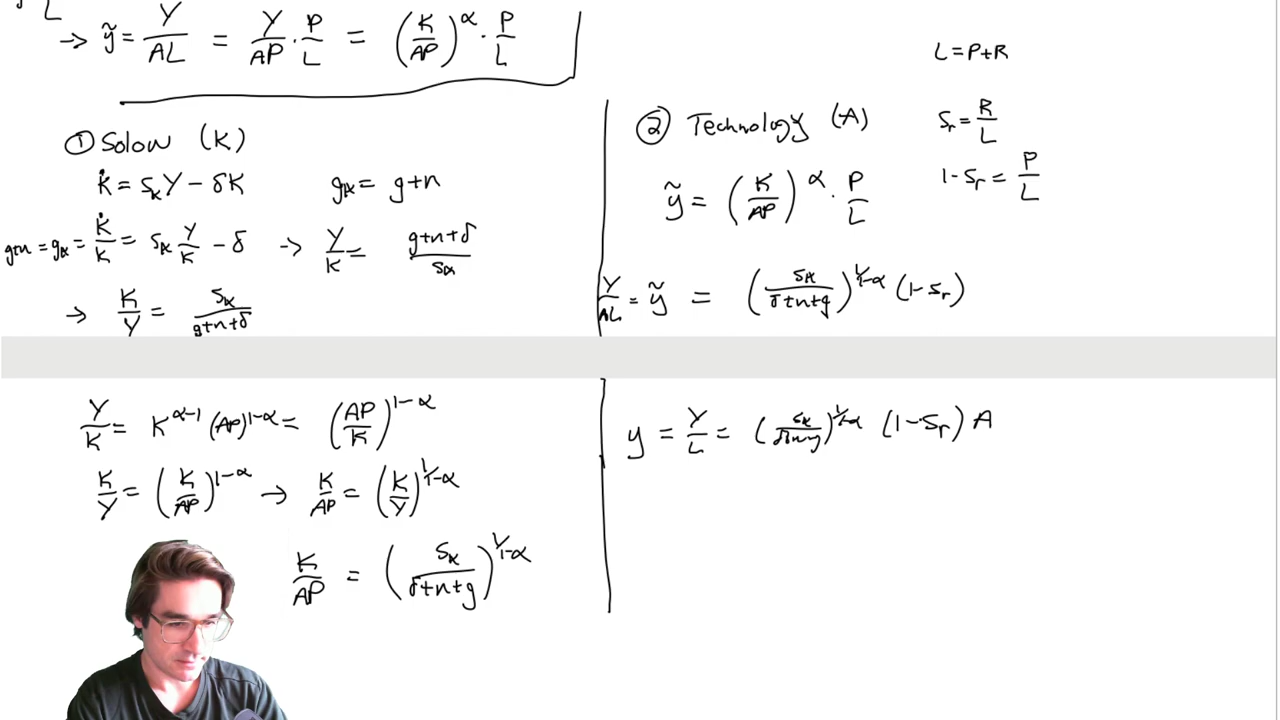 L
→ ỹ = Y/AL = Y/AP · P/L = (K/AP)^α · P/L
① Solow (K)
K̇ = s_k Y − δK
g_k = g+n
g+n = g_k = K̇/K = s_k Y/K − δ → Y/K = (g+n+δ)/s_k
→ K/Y = s_k/(g+n+δ)
Y/K = K^(α−1) (AP)^(1−α) = (AP/K)^(1−α)
K/Y = (K/AP)^(1−α) → K/AP = (K/Y)^(1/1−α)
K/AP = (s_k/(δ+n+g))^(1/1−α)
L = P+R
② Technology (A)
s_r = R/L
1−s_r = P/L
ỹ = (K/AP)^α · P/L
Y/AL = ỹ = (s_k/(δ+n+g))^(1/1−α) (1−s_r)
y = Y/L = (s_k/(δ+n+g))^(1/1−α) (1−s_r) A